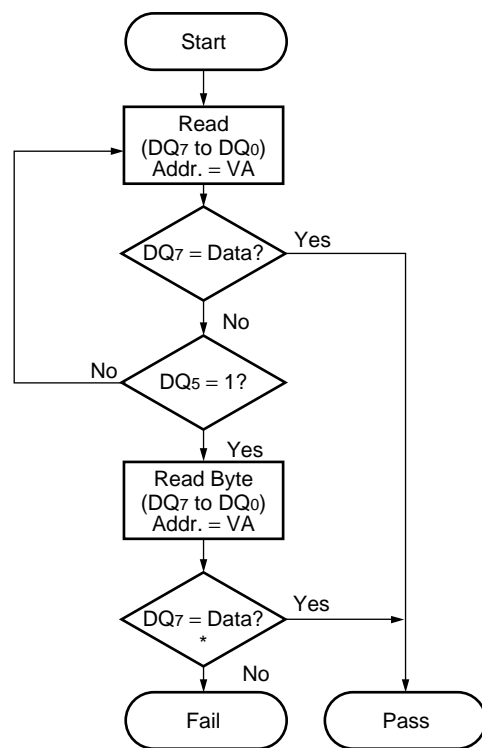 Start
Read
(DQ7 to DQ0)
Addr. = VA
DQ7 = Data?
Yes
No
No
DQ5 = 1?
Yes
Read Byte
(DQ7 to DQ0)
Addr. = VA
DQ7 = Data?
*
Yes
No
Fail
Pass